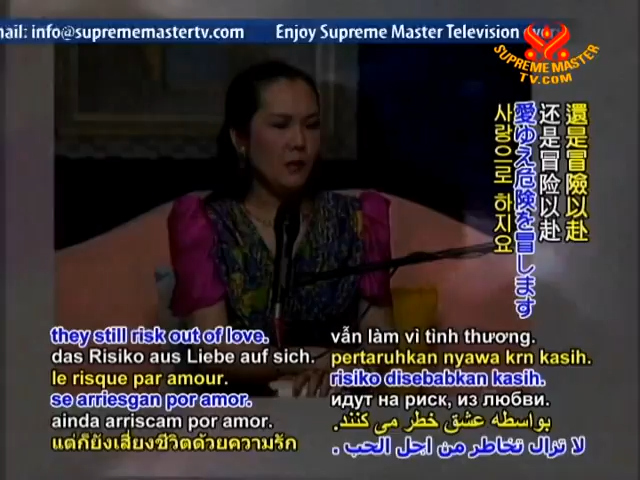 nail: info@suprememastertv.com
Enjoy Supreme Master Television
SUPREME MASTER
TV.COM
還是冒險以赴
还是冒险以赴
愛ゆえ危険を冒します
사랑으로 하지요
they still risk out of love.
das Risiko aus Liebe auf sich.
le risque par amour.
se arriesgan por amor.
ainda arriscam por amor.
แต่ก็ยังเสี่ยงชีวิตด้วยความรัก
vẫn làm vì tình thương.
pertaruhkan nyawa krn kasih.
risiko disebabkan kasih.
идут на риск, из любви.
بواسطه عشق خطر می کنند.
لا تزال تخاطر من اجل الحب .